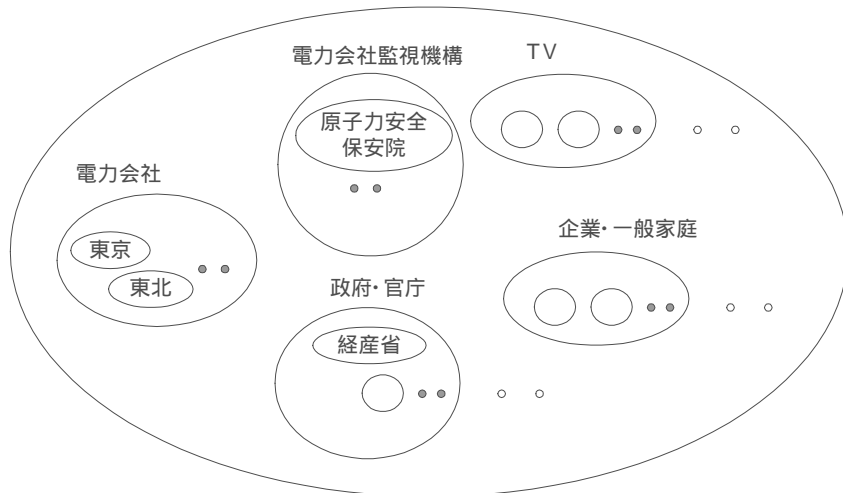 電力会社監視機構
TV
原子力安全
保安院
電力会社
東京
東北
企業・一般家庭
政府・官庁
経産省